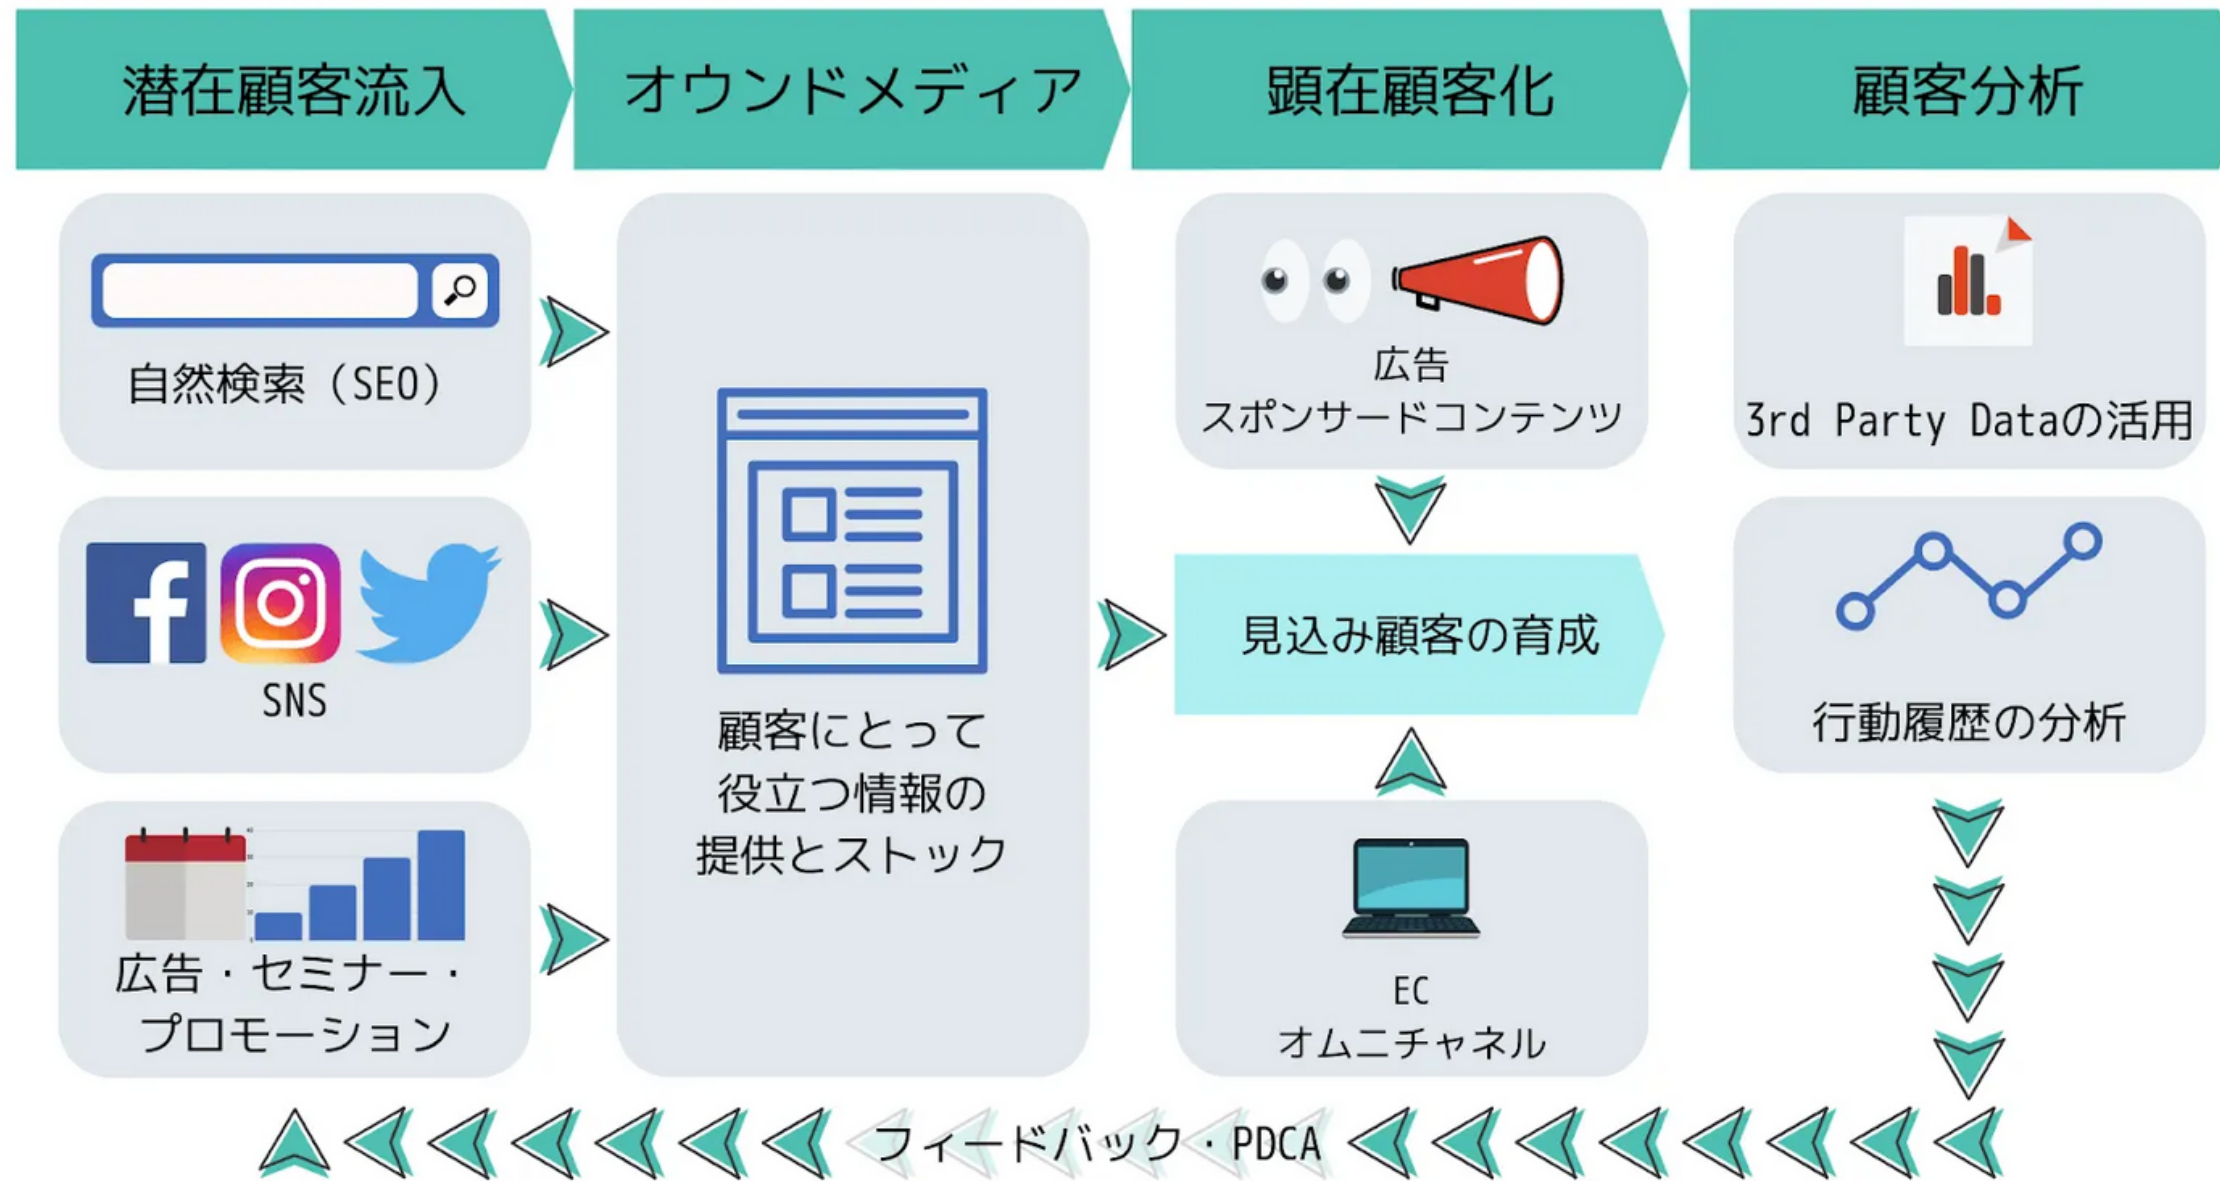 潜在顧客流入
オウンドメディア
顕在顧客化
顧客分析
自然検索（SEO）
SNS
広告・セミナー・
プロモーション
顧客にとって
役立つ情報の
提供とストック
広告
スポンサードコンテンツ
見込み顧客の育成
EC
オムニチャネル
3rd Party Dataの活用
行動履歴の分析
フィードバック・PDCA